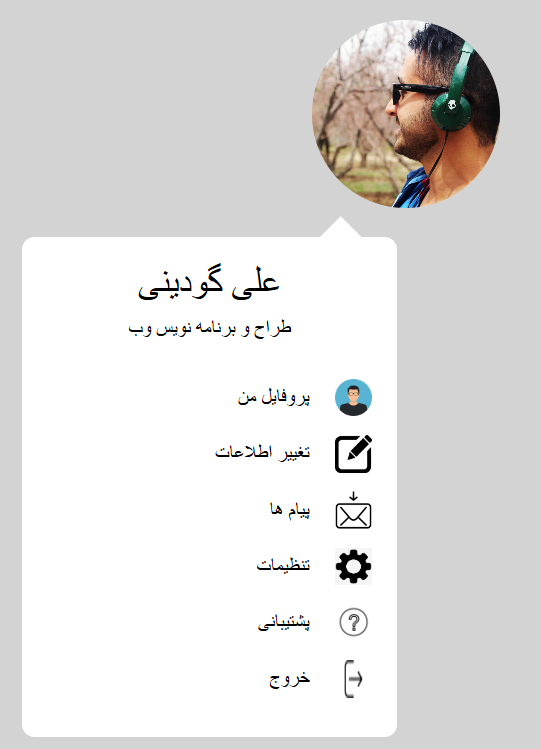 علی گودینی
طراح و برنامه نویس وب
پروفایل من
تغییر اطلاعات
پیام ها
تنظیمات
پشتیبانی
خروج